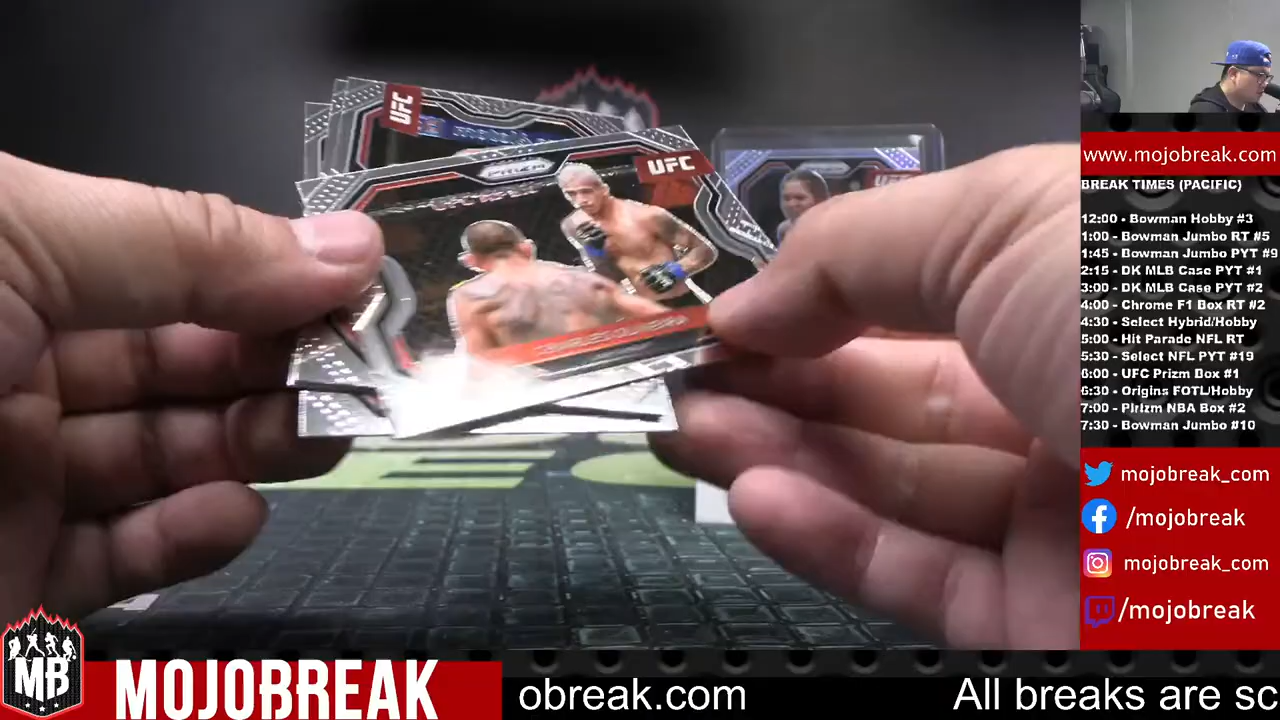 UFC
PRIZM
UFC
CHARLES OLIVEIRA
PRIZM
UFC
www.mojobreak.com
BREAK TIMES (PACIFIC)
12:00 - Bowman Hobby #3
1:00 - Bowman Jumbo RT #5
1:45 - Bowman Jumbo PYT #9
2:15 - DK MLB Case PYT #1
3:00 - DK MLB Case PYT #2
4:00 - Chrome F1 Box RT #2
4:30 - Select Hybrid/Hobby
5:00 - Hit Parade NFL RT
5:30 - Select NFL PYT #19
6:00 - UFC Prizm Box #1
6:30 - Origins FOTL/Hobby
7:00 - Pirizm NBA Box #2
7:30 - Bowman Jumbo #10
mojobreak_com
/mojobreak
mojobreak_com
/mojobreak
MB
MOJOBREAK
obreak.com
All breaks are sc